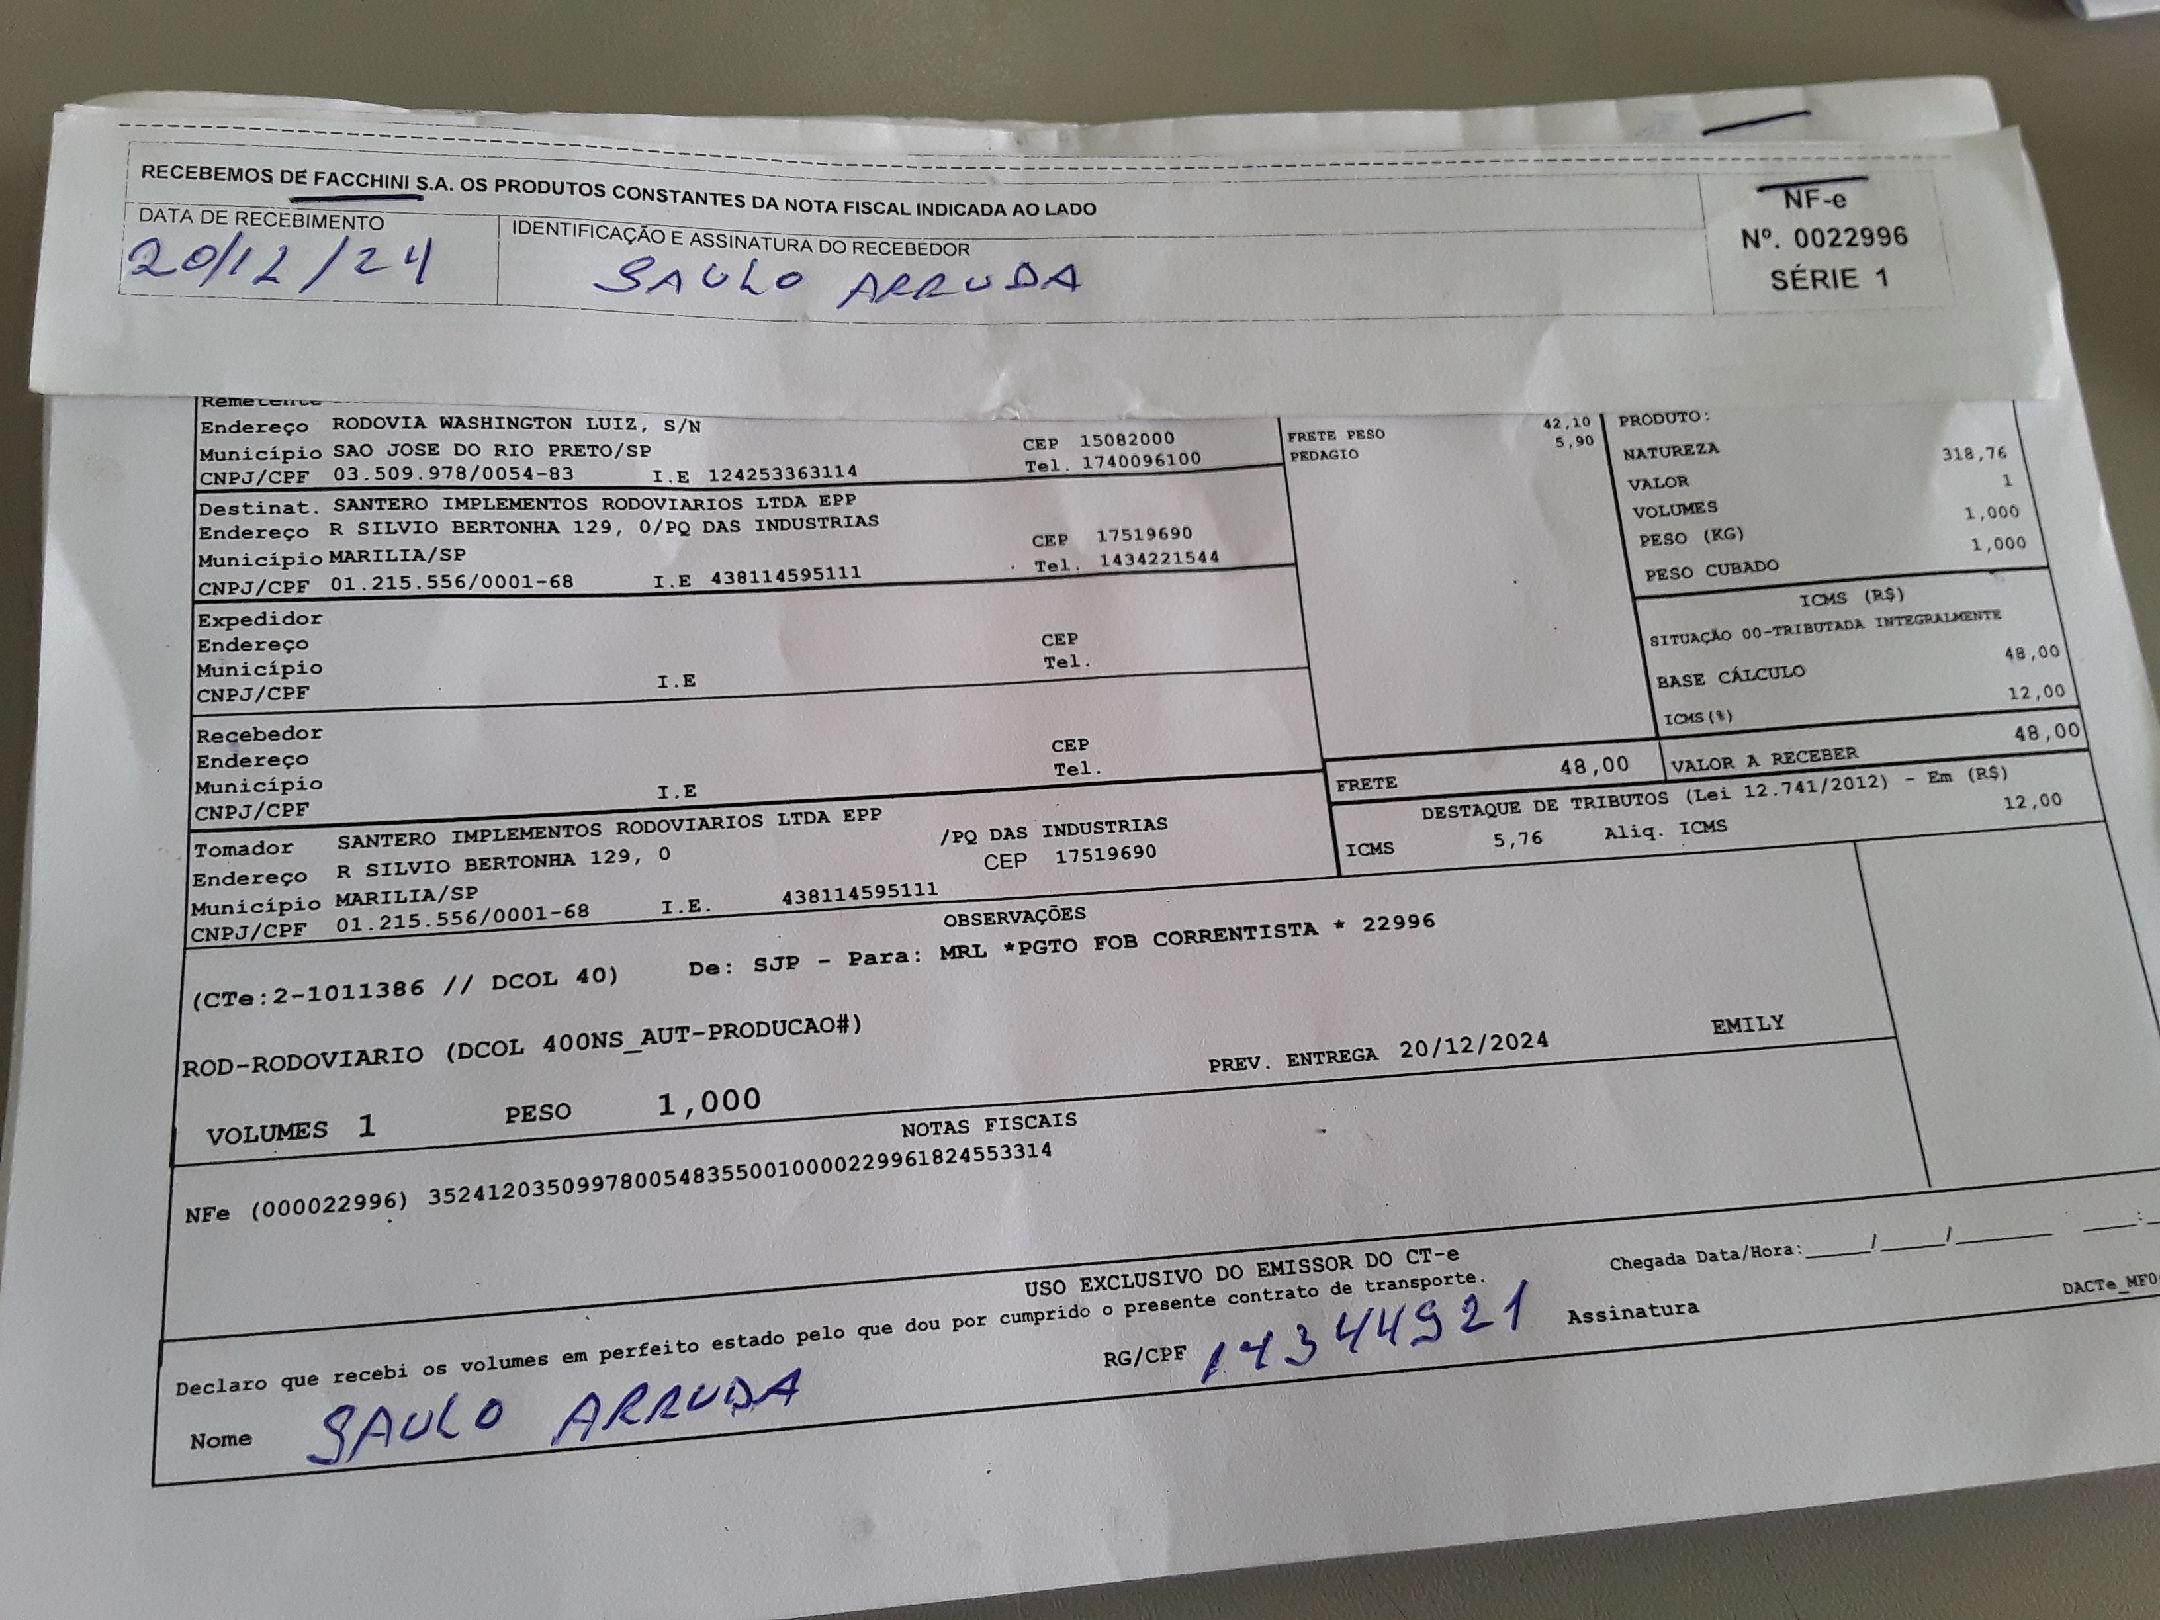 RECEBEMOS DE FACCHINI S.A. OS PRODUTOS CONSTANTES DA NOTA FISCAL INDICADA AO LADO
DATA DE RECEBIMENTO
20/12/24
IDENTIFICAÇÃO E ASSINATURA DO RECEBEDOR
SAULO ARRUDA
NF-e
Nº. 0022996
SÉRIE 1
Remetente
Endereço RODOVIA WASHINGTON LUIZ, S/N
Município SAO JOSE DO RIO PRETO/SP CEP 15082000
CNPJ/CPF 03.509.978/0054-83 I.E 124253363114 Tel. 1740096100
Destinat. SANTERO IMPLEMENTOS RODOVIARIOS LTDA EPP
Endereço R SILVIO BERTONHA 129, 0/PQ DAS INDUSTRIAS
Município MARILIA/SP CEP 17519690
CNPJ/CPF 01.215.556/0001-68 I.E 438114595111 Tel. 1434221544
Expedidor
Endereço
Município CEP
CNPJ/CPF I.E Tel.
Recebedor
Endereço
Município CEP
CNPJ/CPF I.E Tel.
Tomador SANTERO IMPLEMENTOS RODOVIARIOS LTDA EPP
Endereço R SILVIO BERTONHA 129, 0 /PQ DAS INDUSTRIAS
Município MARILIA/SP CEP 17519690
CNPJ/CPF 01.215.556/0001-68 I.E. 438114595111
FRETE PESO 42,10
PEDAGIO 5,90
FRETE 48,00
PRODUTO:
NATUREZA
VALOR 318,76
VOLUMES 1
PESO (KG) 1,000
PESO CUBADO 1,000
ICMS (R$)
SITUAÇÃO 00-TRIBUTADA INTEGRALMENTE
BASE CÁLCULO 48,00
ICMS(%) 12,00
VALOR A RECEBER 48,00
DESTAQUE DE TRIBUTOS (Lei 12.741/2012) - Em (R$)
ICMS 5,76 Aliq. ICMS 12,00
OBSERVAÇÕES
(CTe:2-1011386 // DCOL 40) De: SJP - Para: MRL *PGTO FOB CORRENTISTA * 22996
ROD-RODOVIARIO (DCOL 400NS_AUT-PRODUCAO#)
PREV. ENTREGA 20/12/2024 EMILY
VOLUMES 1 PESO 1,000
NOTAS FISCAIS
NFe (000022996) 35241203509978005483550010000229961824553314
USO EXCLUSIVO DO EMISSOR DO CT-e
Declaro que recebi os volumes em perfeito estado pelo que dou por cumprido o presente contrato de transporte.
Chegada Data/Hora:_____/_____/_______ ____:_
Nome SAULO ARRUDA RG/CPF 14344921 Assinatura